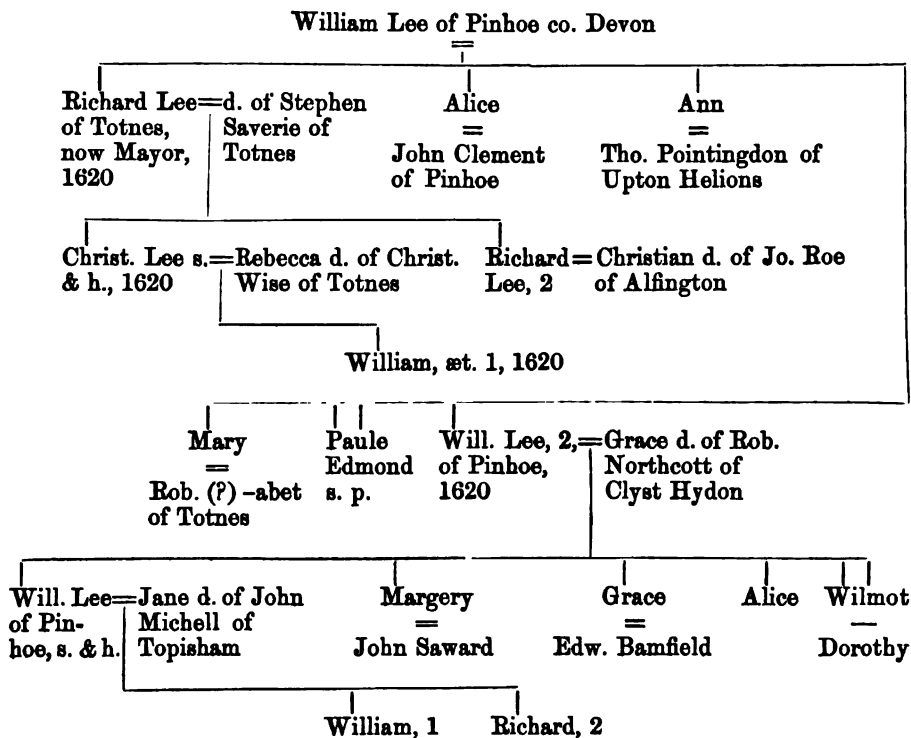 William Lee of Pinhoe co. Devon
=
Richard Lee=d. of Stephen
of Totnes, Saverie of
now Mayor, Totnes
1620
Alice
=
John Clement
of Pinhoe
Ann
=
Tho. Pointingdon of
Upton Helions
Christ. Lee s.=Rebecca d. of Christ.
& h., 1620 Wise of Totnes
Richard=Christian d. of Jo. Roe
Lee, 2 of Alfington
William, æt. 1, 1620
Mary
=
Rob. (?) -abet
of Totnes
Paule
Edmond
s. p.
Will. Lee, 2,=Grace d. of Rob.
of Pinhoe, Northcott of
1620 Clyst Hydon
Will. Lee=Jane d. of John
of Pin- Michell of
hoe, s. & h. Topisham
Margery
=
John Saward
Grace
=
Edw. Bamfield
Alice
Wilmot
—
Dorothy
William, 1
Richard, 2